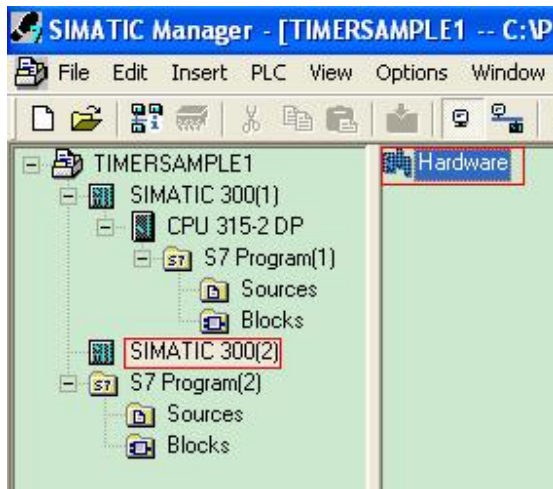 SIMATIC Manager - [TIMERSAMPLE1 -- C:\P
File Edit Insert PLC View Options Window
TIMERSAMPLE1
Hardware
SIMATIC 300(1)
CPU 315-2 DP
S7 Program(1)
Sources
Blocks
SIMATIC 300(2)
S7 Program(2)
Sources
Blocks